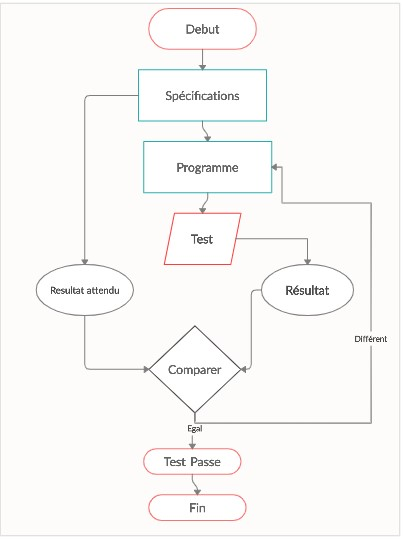 Debut
Spécifications
Programme
Test
Resultat attendu
Résultat
Différent
Comparer
Egal
Test Passe
Fin